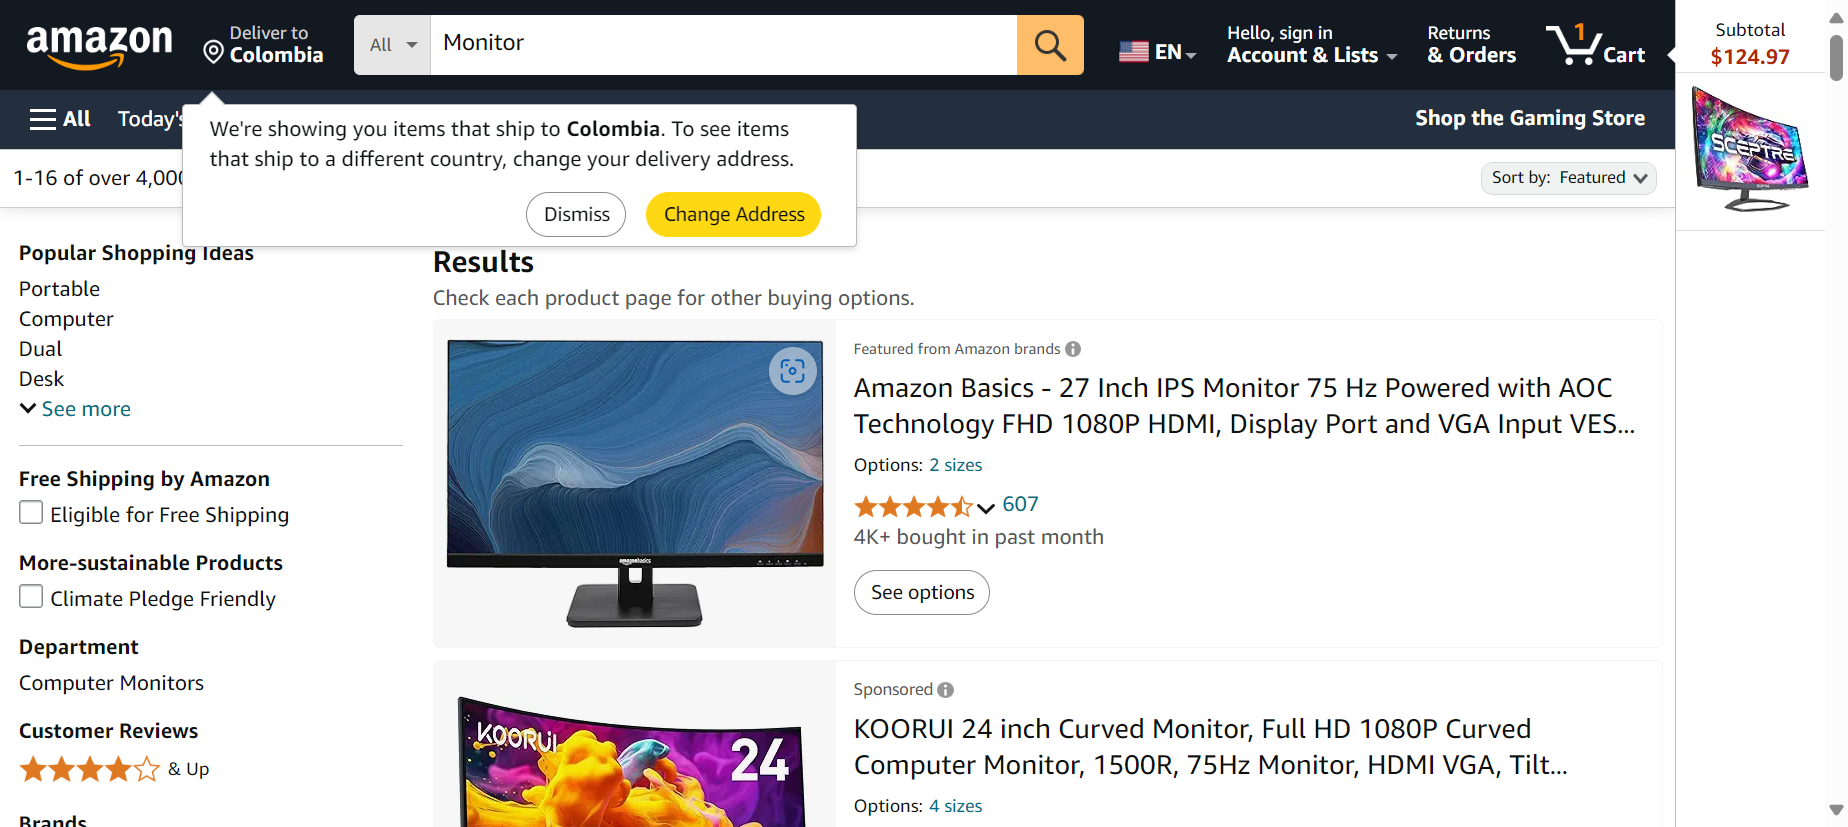 amazon
Deliver to
Colombia
All
Monitor
EN
Hello, sign in
Account & Lists
Returns
& Orders
1
Cart
Subtotal
$124.97
All
Today's
Shop the Gaming Store
We're showing you items that ship to Colombia. To see items
that ship to a different country, change your delivery address.
Dismiss
Change Address
1-16 of over 4,000
Sort by: Featured
SCEPTRE
Popular Shopping Ideas
Portable
Computer
Dual
Desk
See more
Free Shipping by Amazon
Eligible for Free Shipping
More-sustainable Products
Climate Pledge Friendly
Department
Computer Monitors
Customer Reviews
& Up
Brands
Results
Check each product page for other buying options.
amazonbasics
Featured from Amazon brands
Amazon Basics - 27 Inch IPS Monitor 75 Hz Powered with AOC
Technology FHD 1080P HDMI, Display Port and VGA Input VES...
Options: 2 sizes
607
4K+ bought in past month
See options
KOORUI
24
Sponsored
KOORUI 24 inch Curved Monitor, Full HD 1080P Curved
Computer Monitor, 1500R, 75Hz Monitor, HDMI VGA, Tilt...
Options: 4 sizes